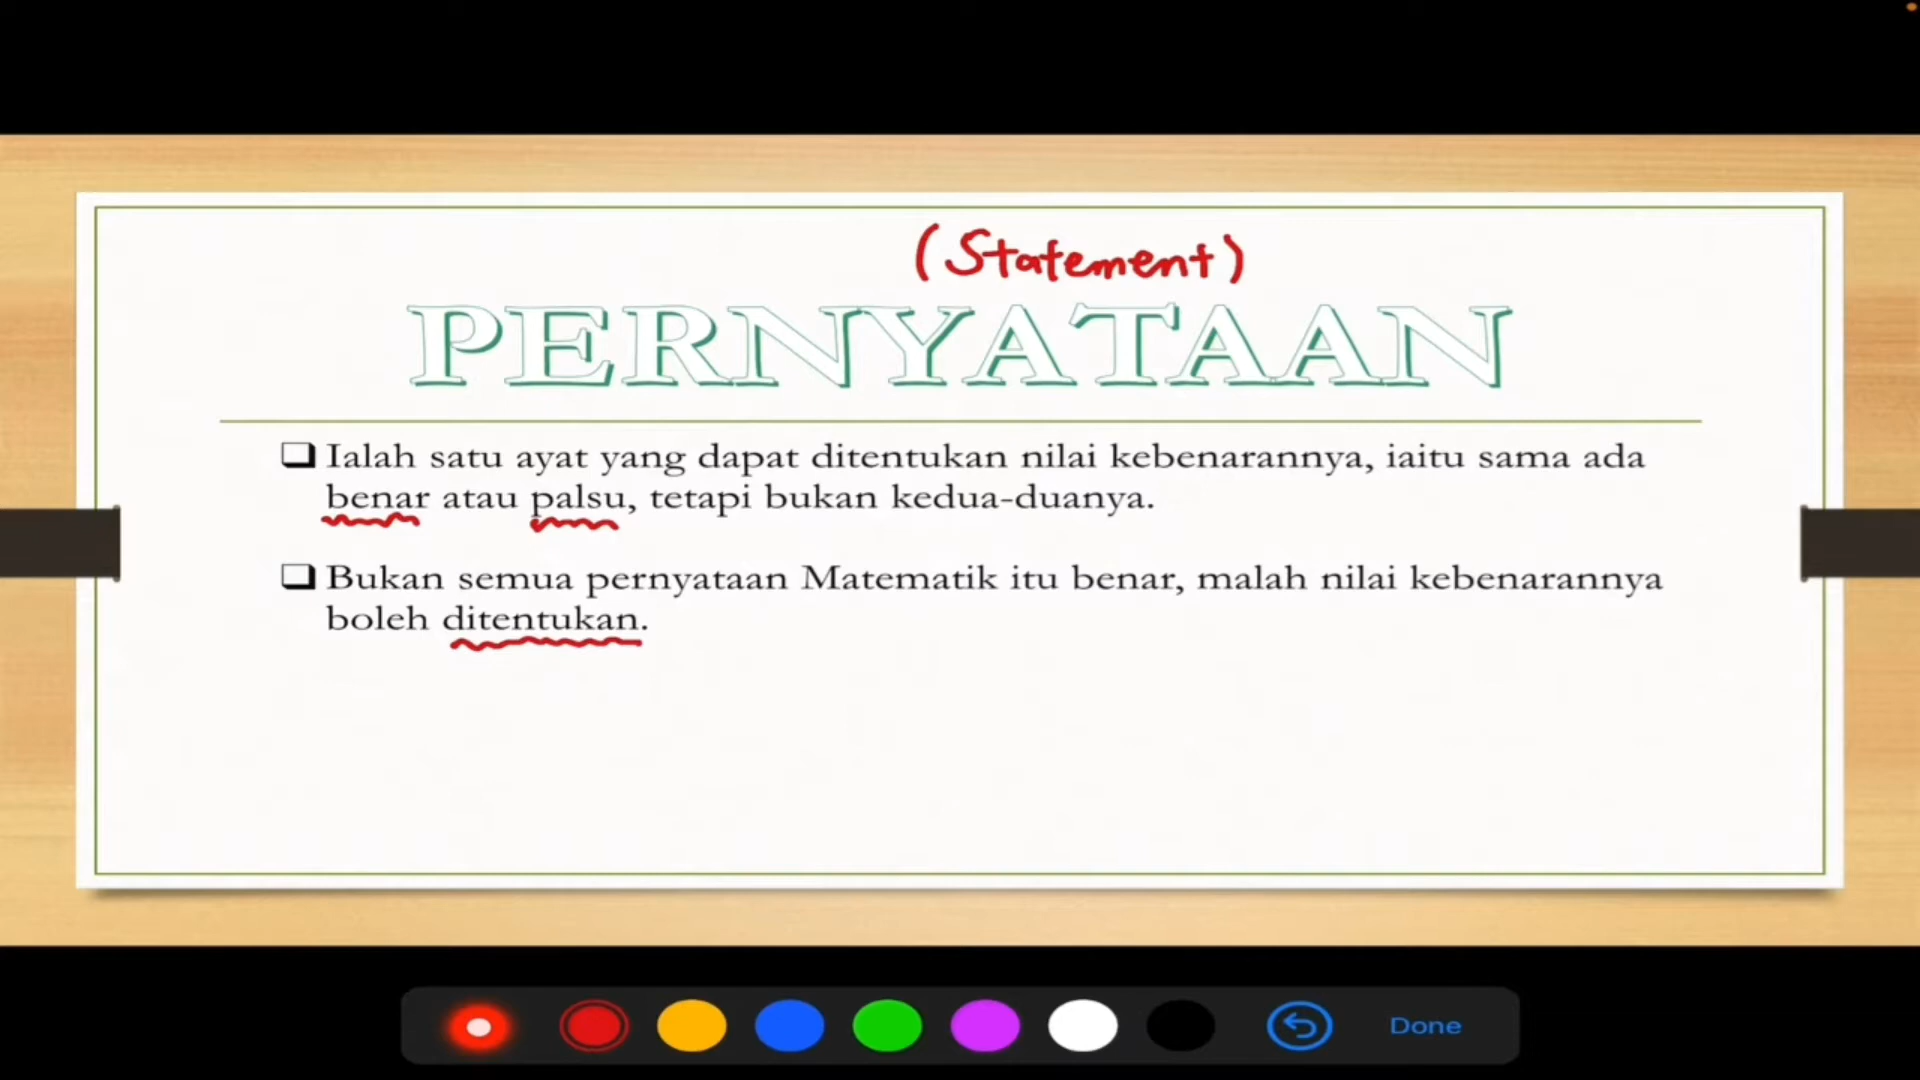 (Statement)
PERNYATAAN
Ialah satu ayat yang dapat ditentukan nilai kebenarannya, iaitu sama ada
benar atau palsu, tetapi bukan kedua-duanya.
Bukan semua pernyataan Matematik itu benar, malah nilai kebenarannya
boleh ditentukan.
Done